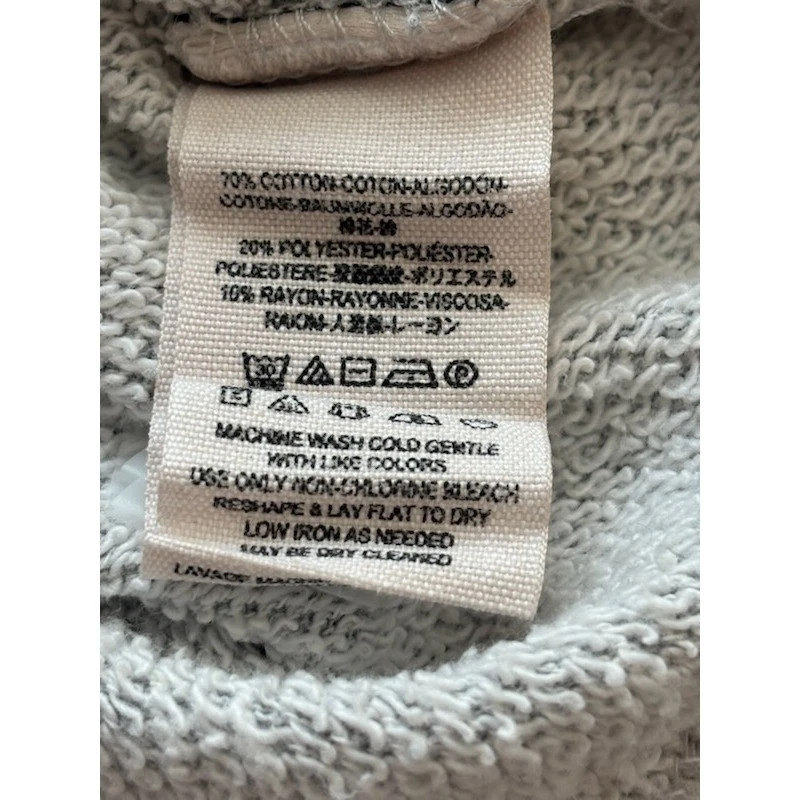 70% COTTON-COTON-ALGODÓN-
COTONE-BAUMWOLLE-ALGODÃO-
棉花-綿
20% POLYESTER-POLIÉSTER-
POLIESTERE-聚酯纖維-ポリエステル
10% RAYON-RAYONNE-VISCOSA-
RAION-人造絲-レーヨン
30 P
MACHINE WASH COLD GENTLE
WITH LIKE COLORS
USE ONLY NON-CHLORINE BLEACH
RESHAPE & LAY FLAT TO DRY
LOW IRON AS NEEDED
MAY BE DRY CLEANED
LAVAGE